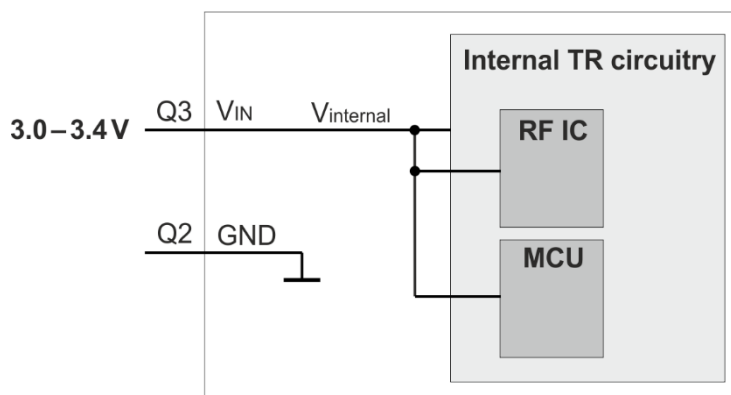 Internal TR circuitry
3.0 – 3.4 V Q3 VIN Vinternal RF IC
Q2 GND MCU